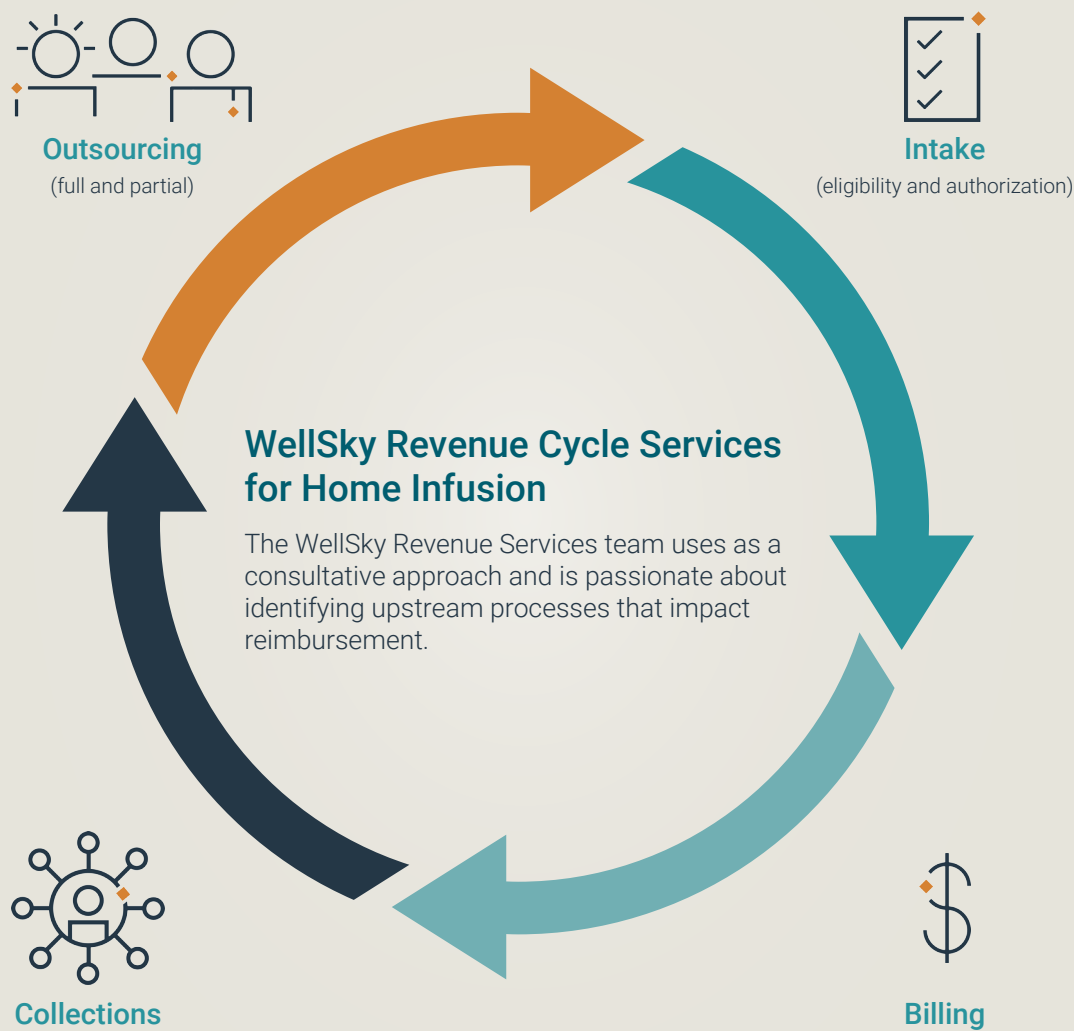 Outsourcing
(full and partial)
Intake
(eligibility and authorization)
WellSky Revenue Cycle Services
for Home Infusion
The WellSky Revenue Services team uses as a
consultative approach and is passionate about
identifying upstream processes that impact
reimbursement.
Collections
Billing